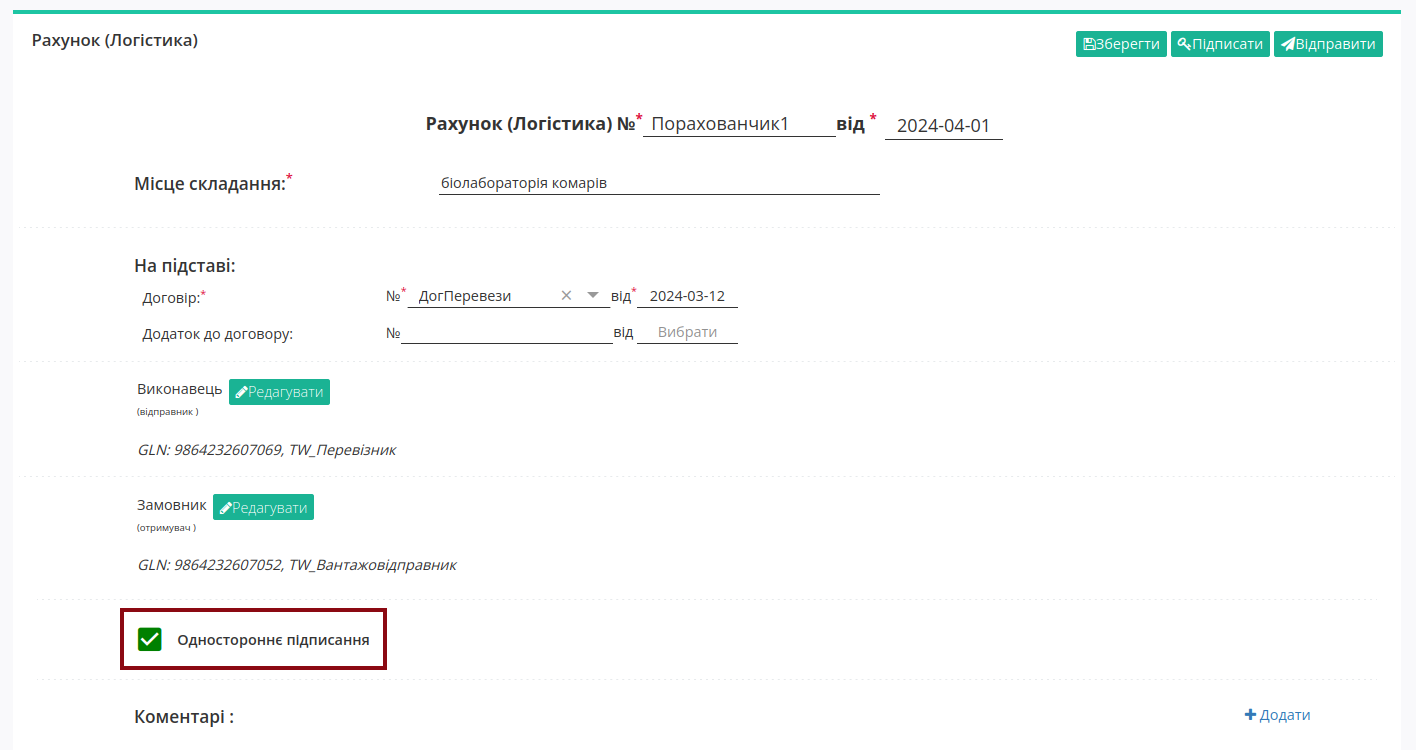 Рахунок (Логістика)
Зберегти Підписати Відправити
Рахунок (Логістика) №* Порахованчик1 від * 2024-04-01
Місце складання:* біолабораторія комарів
На підставі:
Договір:* №* ДогПеревези × від* 2024-03-12
Додаток до договору: № від Вибрати
Виконавець Редагувати
(відправник )
GLN: 9864232607069, TW_Перевізник
Замовник Редагувати
(отримувач )
GLN: 9864232607052, TW_Вантажовідправник
Одностороннє підписання
Коментарі : + Додати